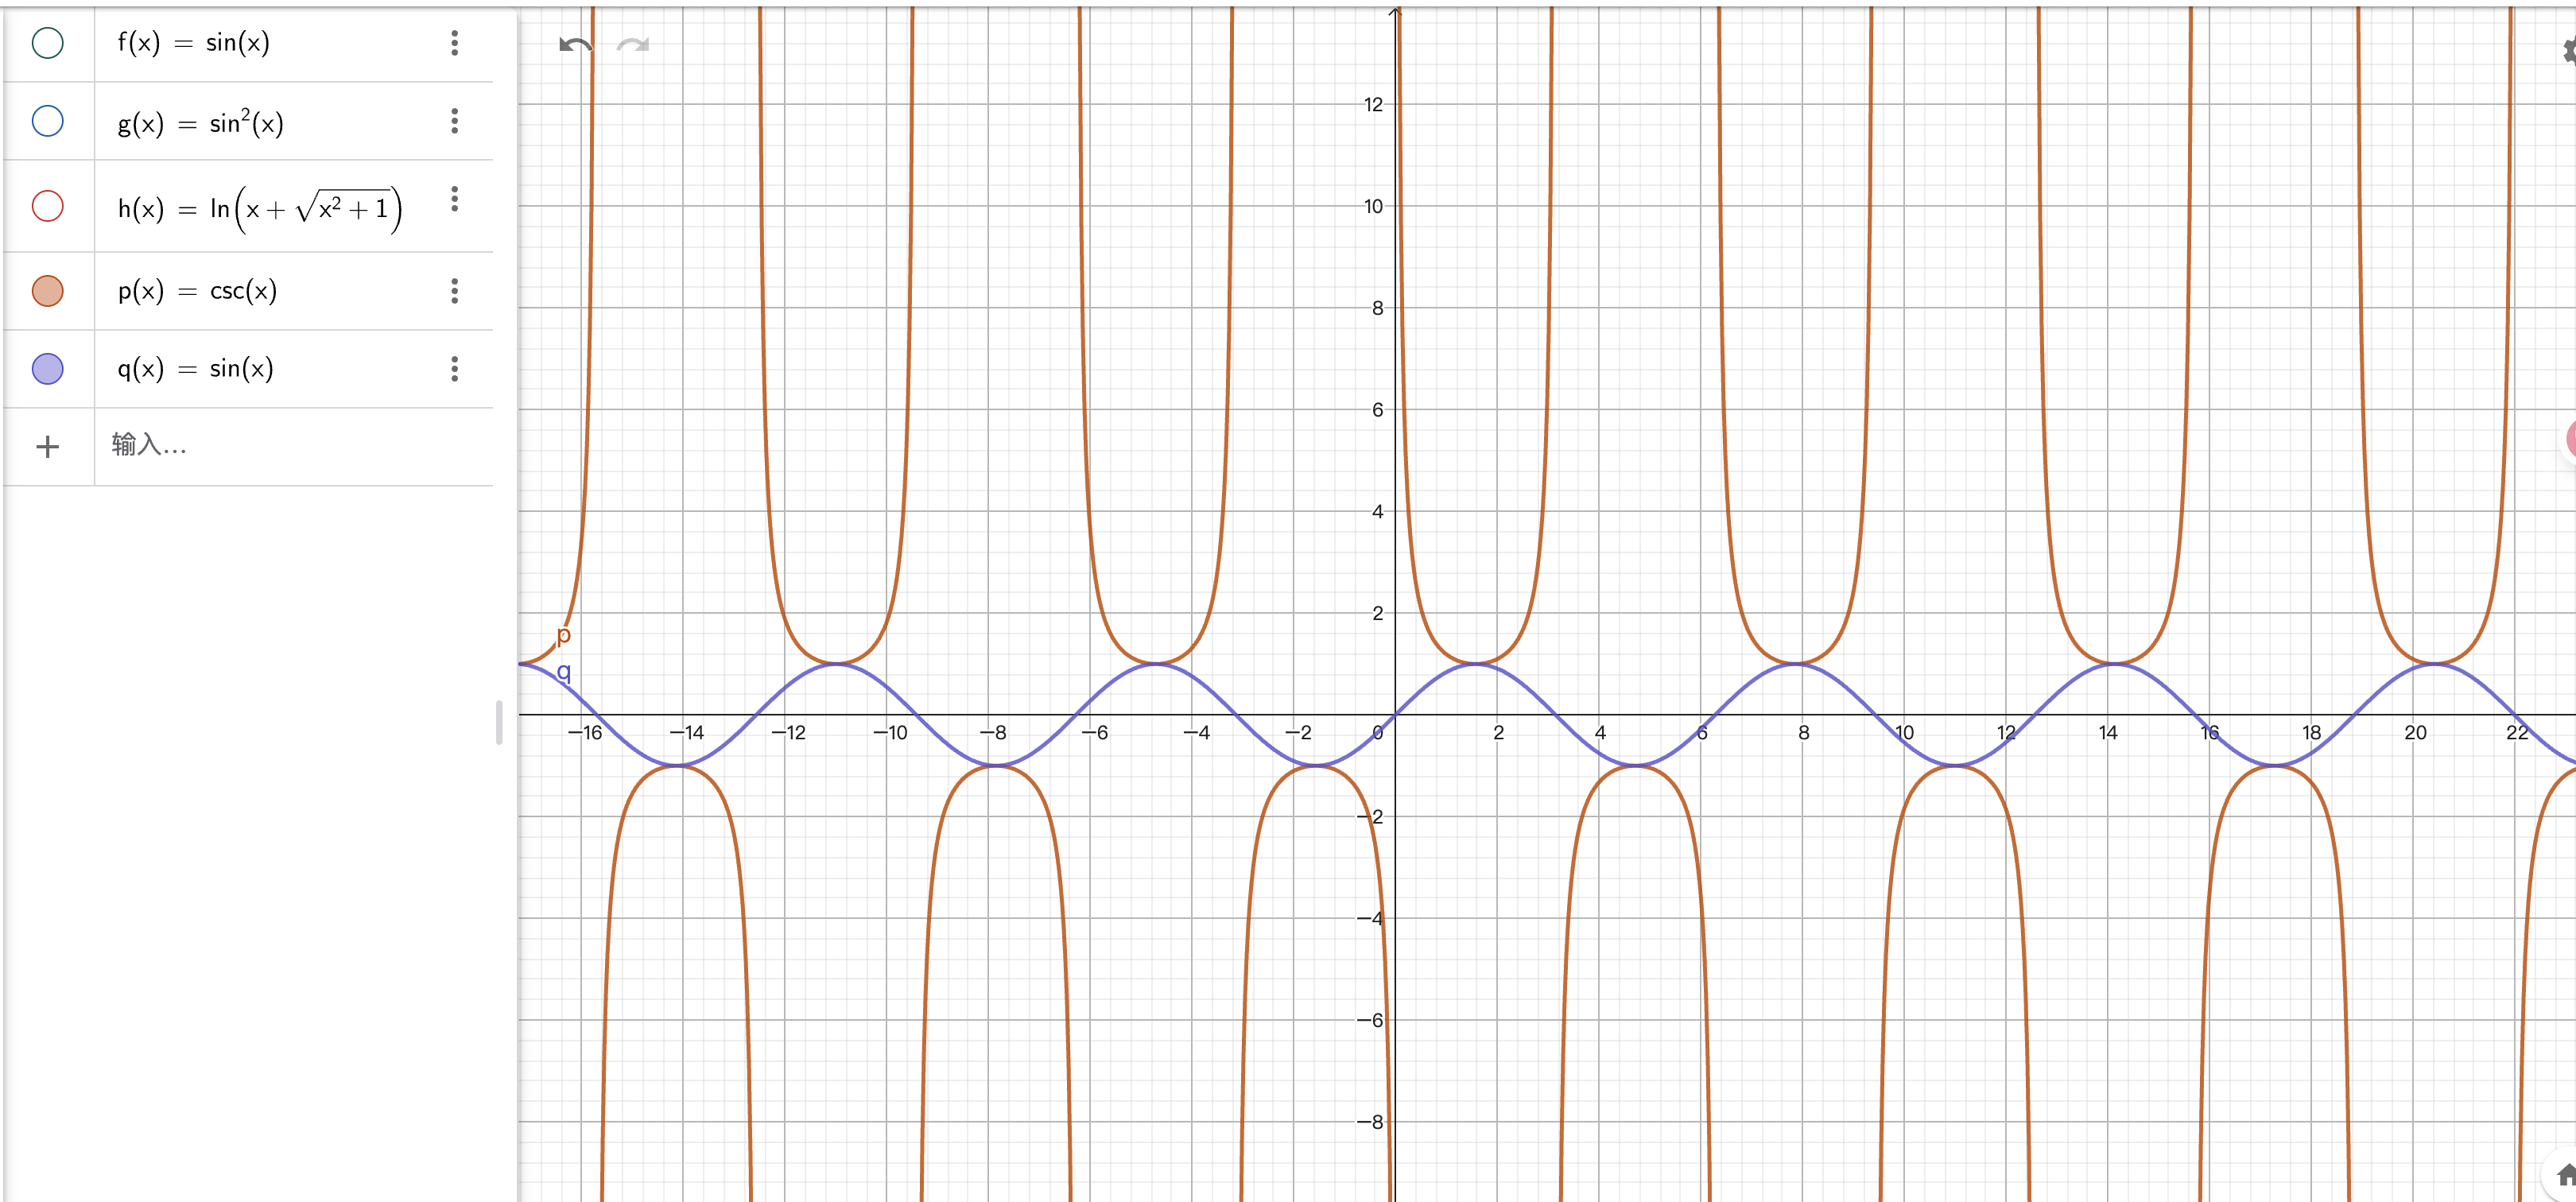 f(x) = sin(x)
g(x) = sin²(x)
h(x) = ln(x + √(x² + 1))
p(x) = csc(x)
q(x) = sin(x)
输入…
12
10
8
6
4
2
p
q
−16 −14 −12 −10 −8 −6 −4 −2 0 2 4 6 8 10 12 14 16 18 20 22
−2
−4
−6
−8